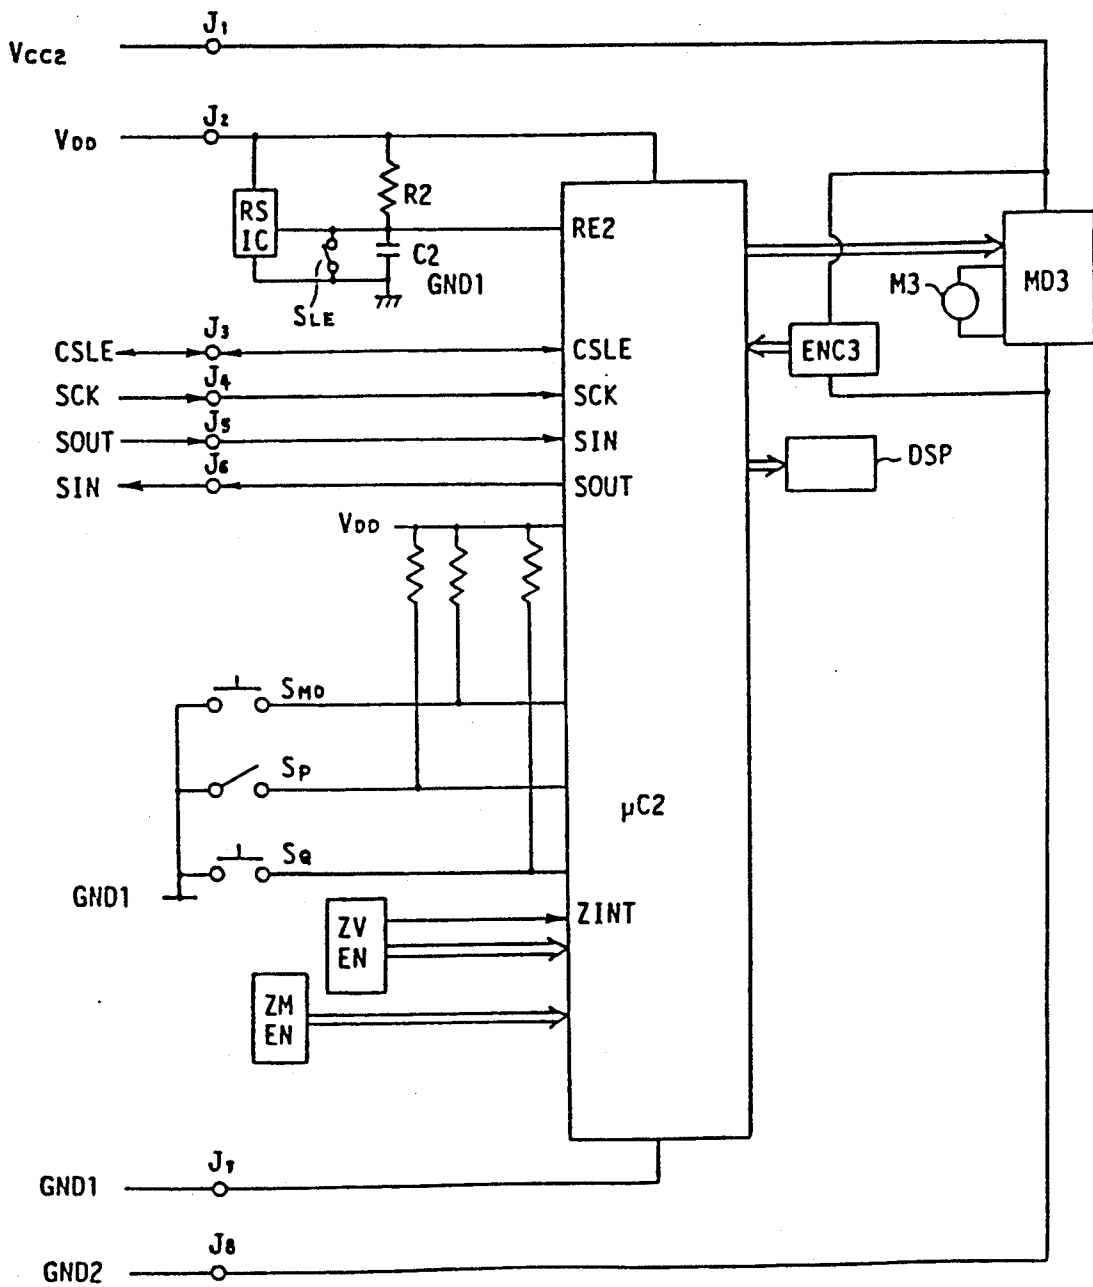 J1
VCC2
J2
VDD
R2
RS
IC
RE2
C2
GND1
SLE
M3
MD3
J3
CSLE
CSLE
ENC3
J4
SCK
SCK
J5
SOUT
SIN
DSP
J6
SIN
SOUT
VDD
SMD
SP
µC2
SQ
GND1
ZV
EN
ZINT
ZM
EN
J7
GND1
J8
GND2